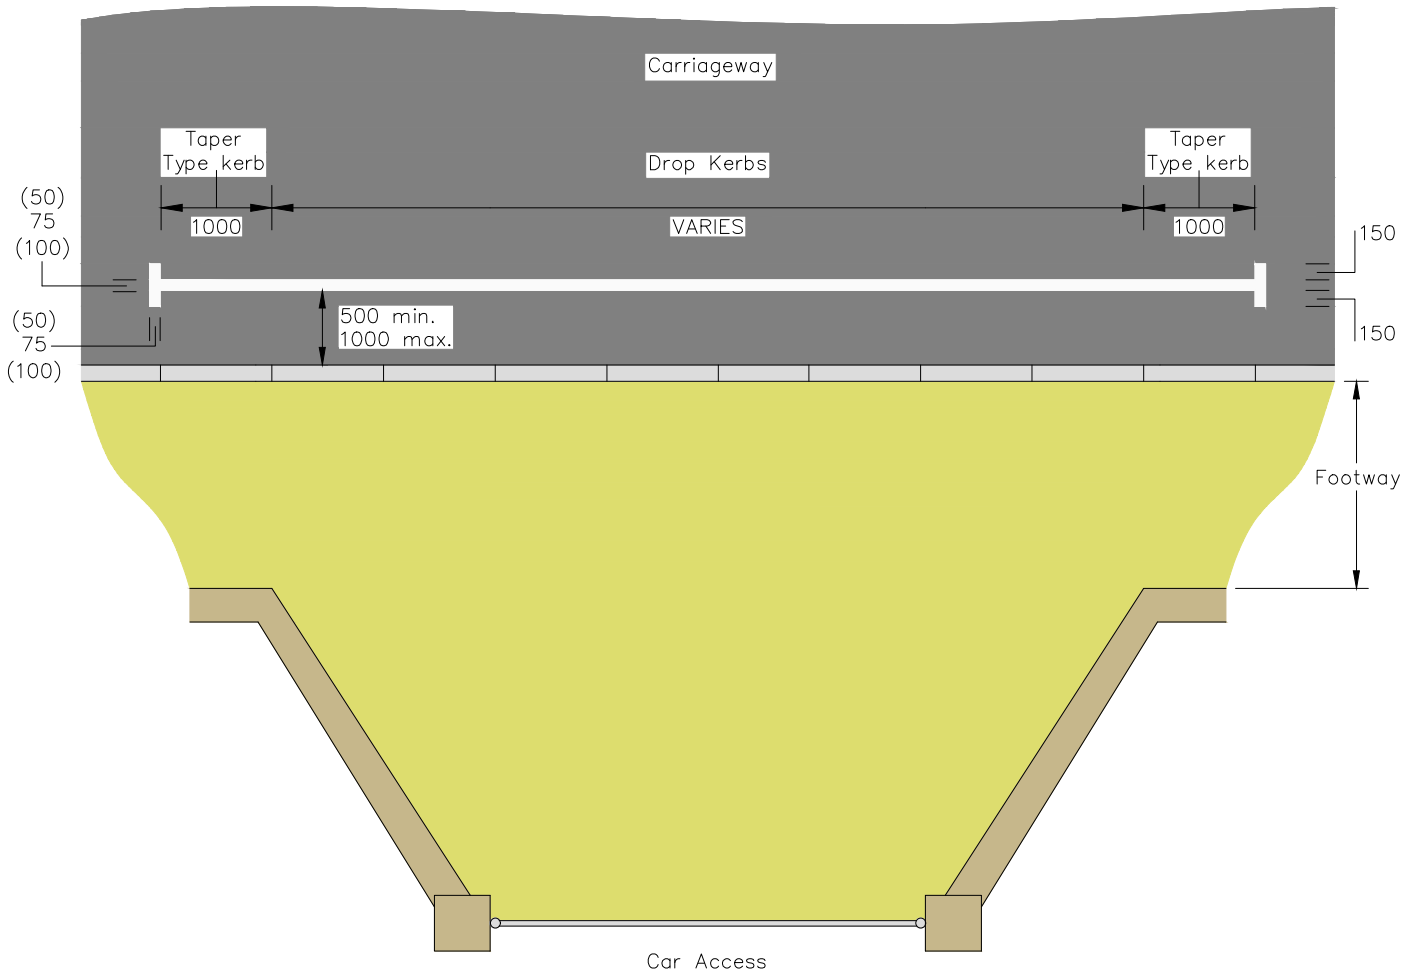 Carriageway
Taper
Type kerb
Drop Kerbs
Taper
Type kerb
(50)
75
(100)
1000
VARIES
1000
150
(50)
75
(100)
500 min.
1000 max.
150
Footway
Car Access